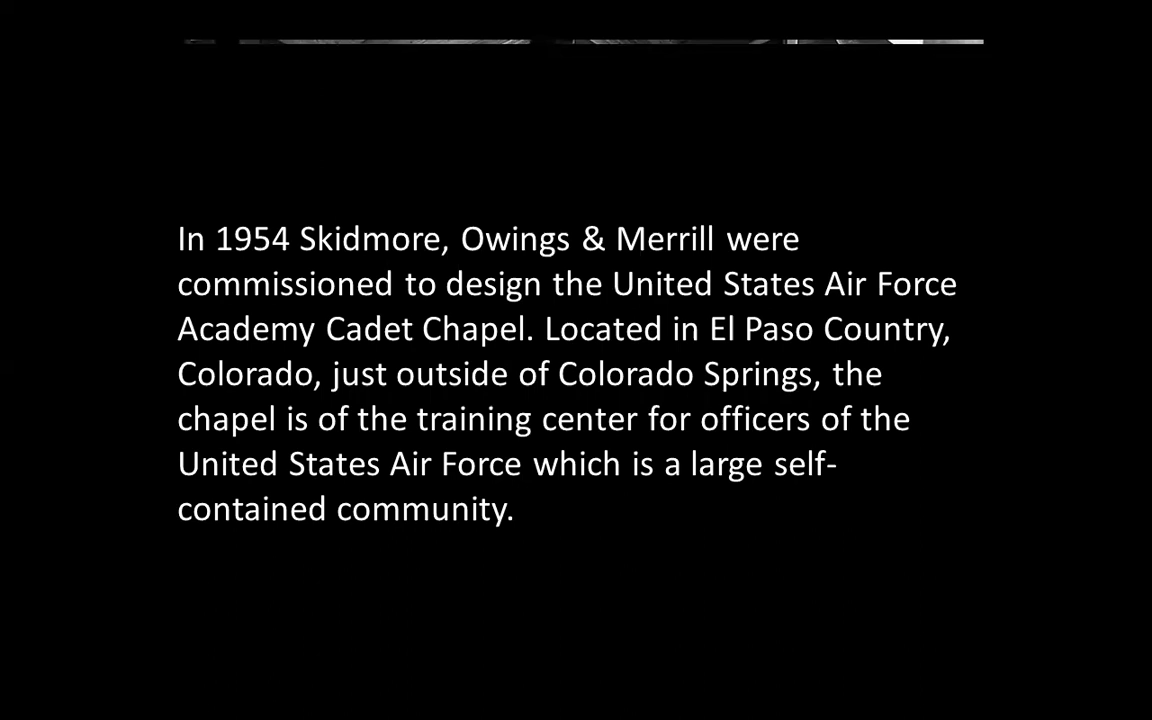 In 1954 Skidmore, Owings & Merrill were
commissioned to design the United States Air Force
Academy Cadet Chapel. Located in El Paso Country,
Colorado, just outside of Colorado Springs, the
chapel is of the training center for officers of the
United States Air Force which is a large self-
contained community.